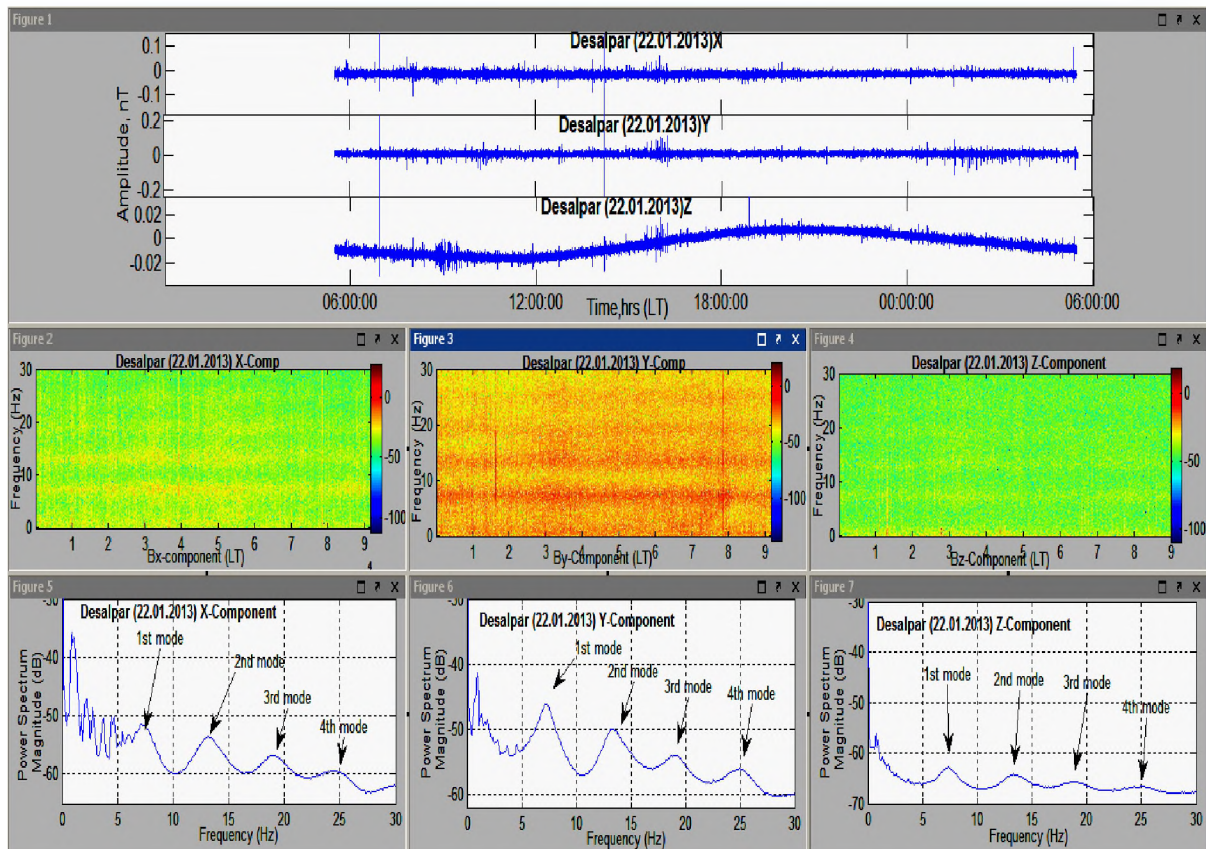 Figure 1
Desalpar (22.01.2013)X
0.1
0
-0.1
Desalpar (22.01.2013)Y
0.2
0
-0.2
Desalpar (22.01.2013)Z
0.02
0
-0.02
Amplitude, nT
06:00:00 12:00:00 18:00:00 00:00:00 06:00:00
Time,hrs (LT)
Figure 2
Desalpar (22.01.2013) X-Comp
30
20
10
0
Frequency (Hz)
1 2 3 4 5 6 7 8 9
Bx-component (LT)
4
0
-50
-100
Figure 3
Desalpar (22.01.2013) Y-Comp
30
20
10
0
Frequency (Hz)
1 2 3 4 5 6 7 8 9
By-Component (LT)
0
-50
-100
Figure 4
Desalpar (22.01.2013) Z-Component
30
20
10
0
Frequency (Hz)
1 2 3 4 5 6 7 8 9
Bz-Component (LT)
0
-50
-100
Figure 5
Desalpar (22.01.2013) X-Component
-30
-40
-50
-60
Power Spectrum
Magnitude (dB)
1st mode
2nd mode
3rd mode
4th mode
0 5 10 15 20 25 30
Frequency (Hz)
Figure 6
Desalpar (22.01.2013) Y-Component
-30
-40
-50
-60
Power Spectrum
Magnitude (dB)
1st mode
2nd mode
3rd mode
4th mode
0 5 10 15 20 25 30
Frequency (Hz)
Figure 7
Desalpar (22.01.2013) Z-Component
-30
-40
-50
-60
-70
Power Spectrum
Magnitude (dB)
1st mode
2nd mode
3rd mode
4th mode
0 5 10 15 20 25 30
Frequency (Hz)